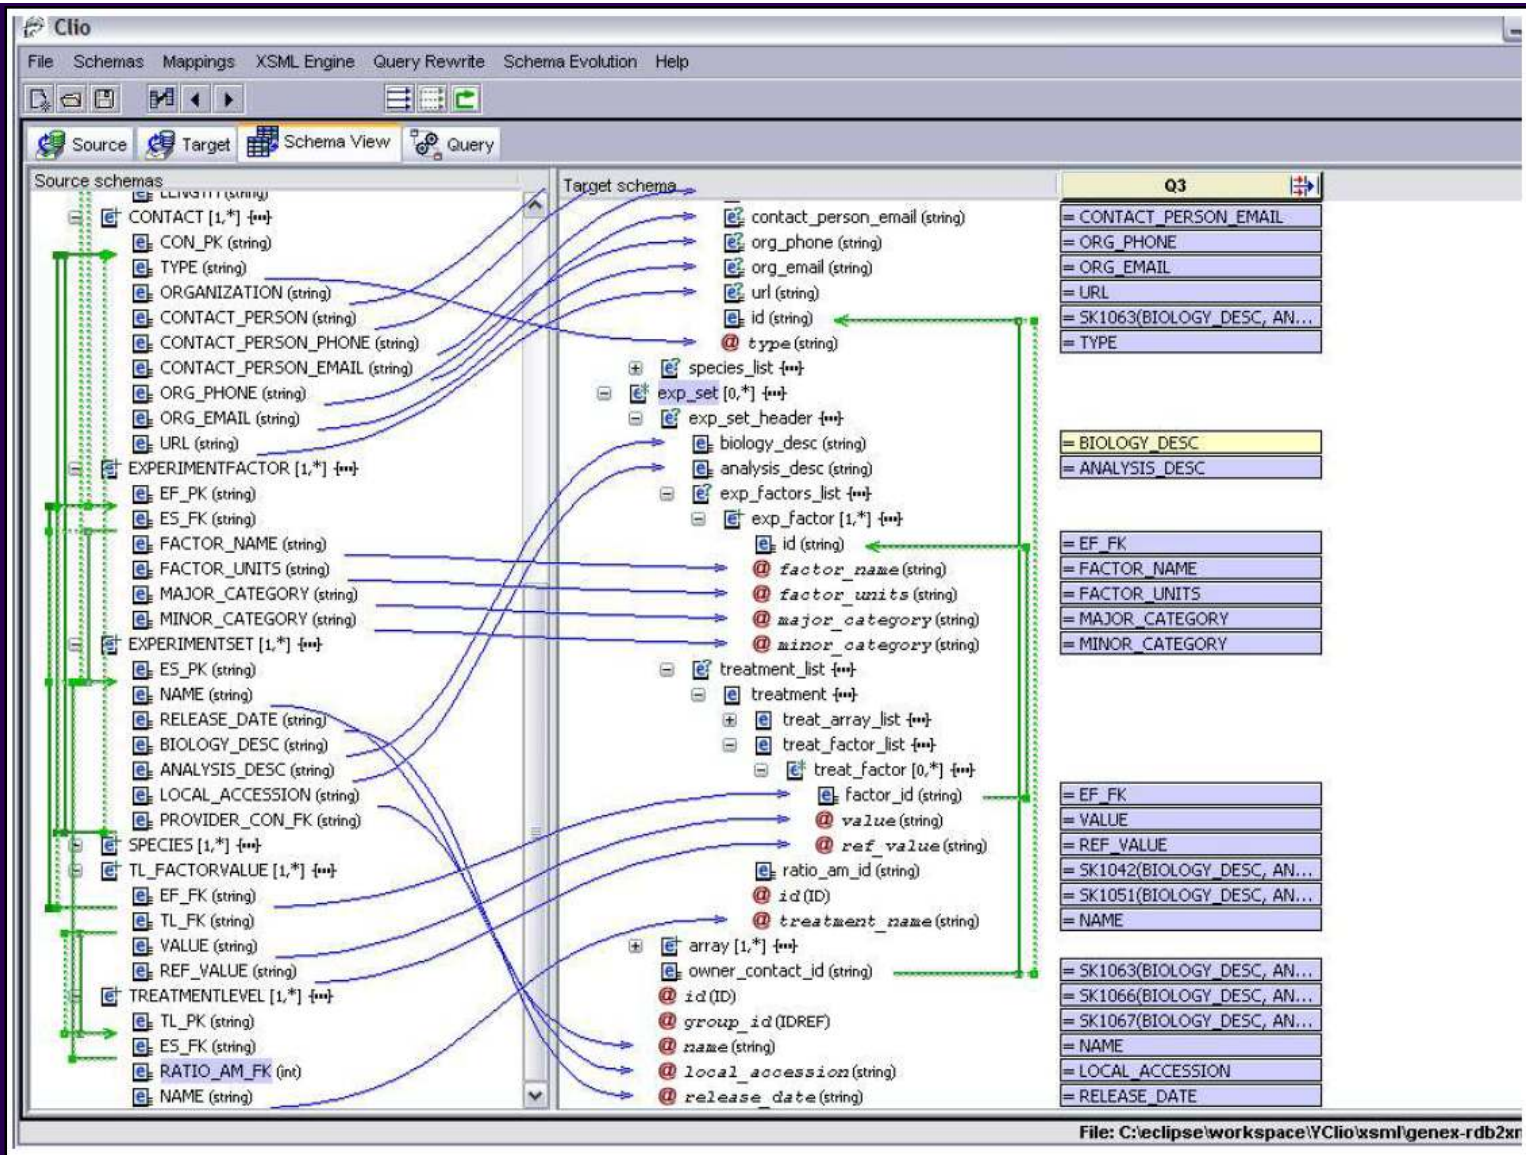 Clio
File Schemas Mappings XSML Engine Query Rewrite Schema Evolution Help
Source Target Schema View Query
Source schemas
LENGTH (string)
CONTACT [1,*]
CON_PK (string)
TYPE (string)
ORGANIZATION (string)
CONTACT_PERSON (string)
CONTACT_PERSON_PHONE (string)
CONTACT_PERSON_EMAIL (string)
ORG_PHONE (string)
ORG_EMAIL (string)
URL (string)
EXPERIMENTFACTOR [1,*]
EF_PK (string)
ES_FK (string)
FACTOR_NAME (string)
FACTOR_UNITS (string)
MAJOR_CATEGORY (string)
MINOR_CATEGORY (string)
EXPERIMENTSET [1,*]
ES_PK (string)
NAME (string)
RELEASE_DATE (string)
BIOLOGY_DESC (string)
ANALYSIS_DESC (string)
LOCAL_ACCESSION (string)
PROVIDER_CON_FK (string)
SPECIES [1,*]
TL_FACTORVALUE [1,*]
EF_FK (string)
TL_FK (string)
VALUE (string)
REF_VALUE (string)
TREATMENTLEVEL [1,*]
TL_PK (string)
ES_FK (string)
RATIO_AM_FK (int)
NAME (string)
Target schema
contact_person_email (string)
org_phone (string)
org_email (string)
url (string)
id (string)
@ type (string)
species_list
exp_set [0,*]
exp_set_header
biology_desc (string)
analysis_desc (string)
exp_factors_list
exp_factor [1,*]
id (string)
@ factor_name (string)
@ factor_units (string)
@ major_category (string)
@ minor_category (string)
treatment_list
treatment
treat_array_list
treat_factor_list
treat_factor [0,*]
factor_id (string)
@ value (string)
@ ref_value (string)
ratio_am_id (string)
@ id (ID)
@ treatment_name (string)
array [1,*]
owner_contact_id (string)
@ id (ID)
@ group_id (IDREF)
@ name (string)
@ local_accession (string)
@ release_date (string)
Q3
= CONTACT_PERSON_EMAIL
= ORG_PHONE
= ORG_EMAIL
= URL
= SK1063(BIOLOGY_DESC, AN...
= TYPE
= BIOLOGY_DESC
= ANALYSIS_DESC
= EF_FK
= FACTOR_NAME
= FACTOR_UNITS
= MAJOR_CATEGORY
= MINOR_CATEGORY
= EF_FK
= VALUE
= REF_VALUE
= SK1042(BIOLOGY_DESC, AN...
= SK1051(BIOLOGY_DESC, AN...
= NAME
= SK1063(BIOLOGY_DESC, AN...
= SK1066(BIOLOGY_DESC, AN...
= SK1067(BIOLOGY_DESC, AN...
= NAME
= LOCAL_ACCESSION
= RELEASE_DATE
File: C:\eclipse\workspace\YClio\xsml\genex-rdb2xm